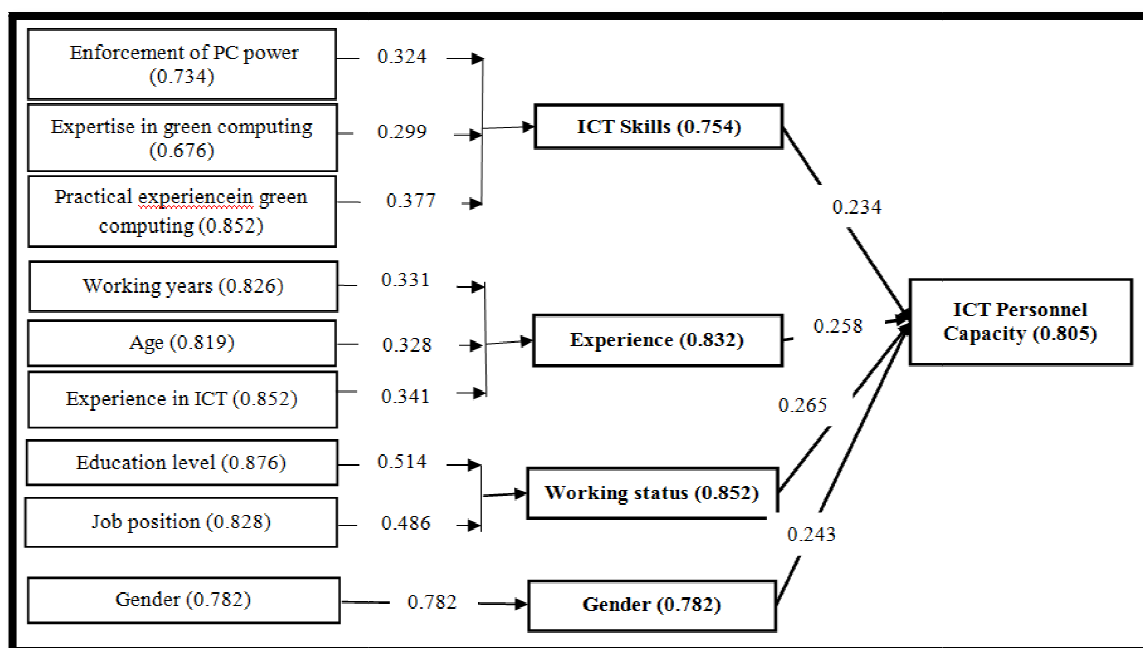 Enforcement of PC power
(0.734)
0.324
Expertise in green computing
(0.676)
0.299
Practical experiencein green
computing (0.852)
0.377
ICT Skills (0.754)
0.234
Working years (0.826)
0.331
Age (0.819)
0.328
Experience in ICT (0.852)
0.341
Experience (0.832)
0.258
ICT Personnel
Capacity (0.805)
Education level (0.876)
0.514
Job position (0.828)
0.486
Working status (0.852)
0.265
Gender (0.782)
0.782
Gender (0.782)
0.243